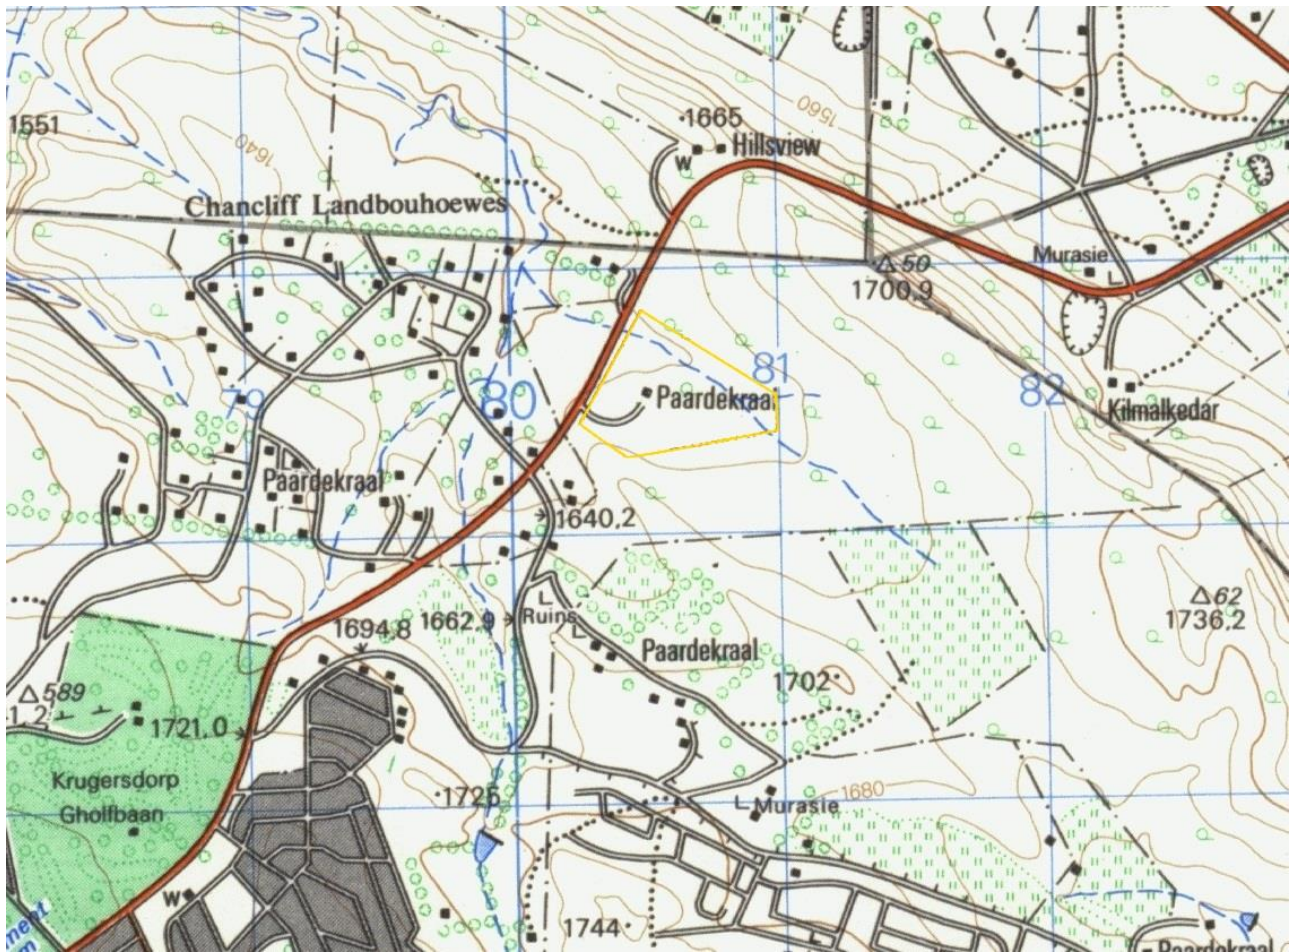 1665
W
Hillsview
1560
1551
1640
Chancliff Landbouhoewes
Murasie
50
1700,9
81
79
80
82
Paardekraal
Kilmalkedar
Paardekraal
1640,2
Ruins
1662,9
1694,8
62
1736,2
Paardekraal
1702
589
1,2
1721,0
Krugersdorp
Gholfbaan
1725
1680
Murasie
W
1744
Paardekraal